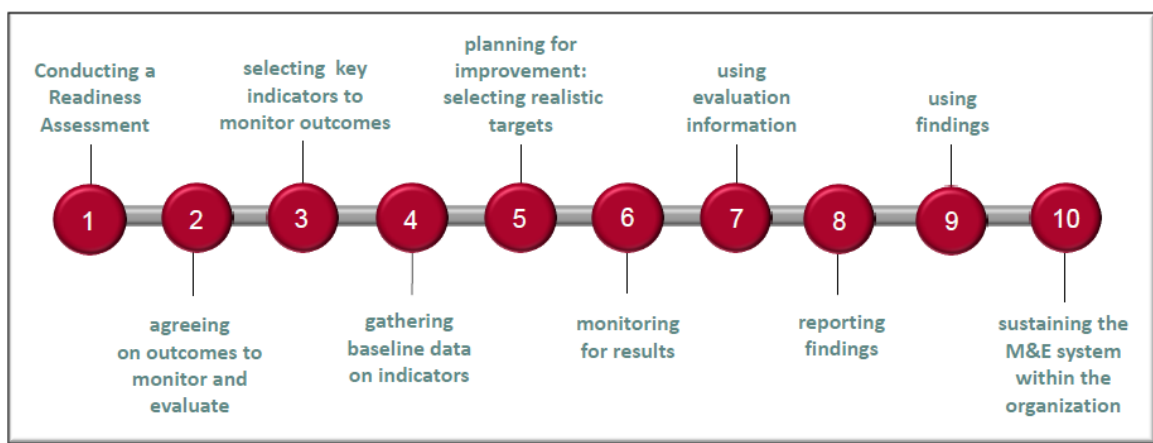 Conducting a
Readiness
Assessment
1
agreeing
on outcomes to
monitor and
evaluate
2
selecting key
indicators to
monitor outcomes
3
gathering
baseline data
on indicators
4
planning for
improvement:
selecting realistic
targets
5
monitoring
for results
6
using
evaluation
information
7
reporting
findings
8
using
findings
9
sustaining the
M&E system
within the
organization
10